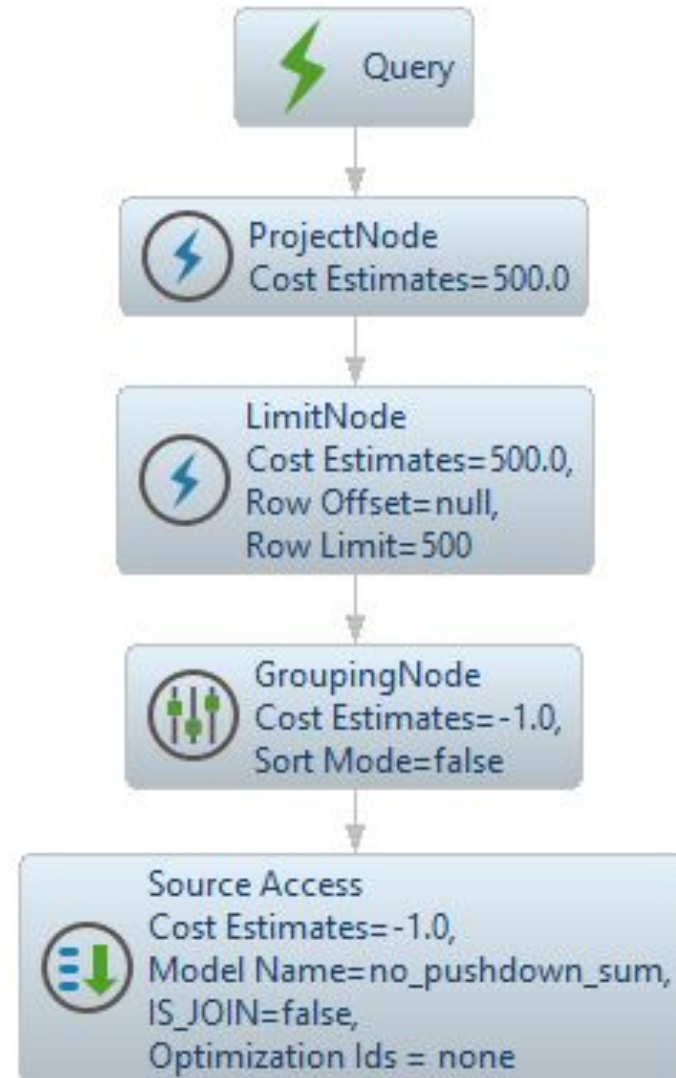 Query
ProjectNode
Cost Estimates=500.0
LimitNode
Cost Estimates=500.0,
Row Offset=null,
Row Limit=500
GroupingNode
Cost Estimates=-1.0,
Sort Mode=false
Source Access
Cost Estimates=-1.0,
Model Name=no_pushdown_sum,
IS_JOIN=false,
Optimization Ids = none